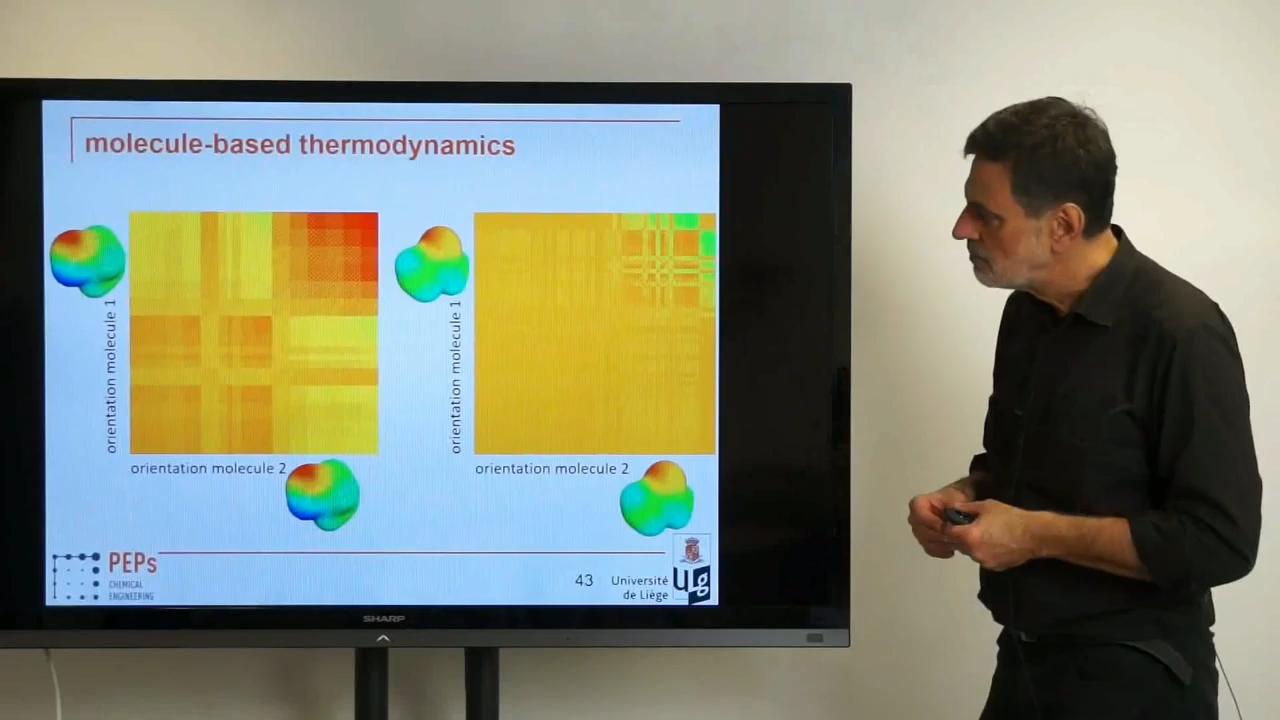 molecule-based thermodynamics
orientation molecule 1
orientation molecule 2
orientation molecule 1
orientation molecule 2
PEPs
CHEMICAL
ENGINEERING
43
Université
de Liège
ug
SHARP